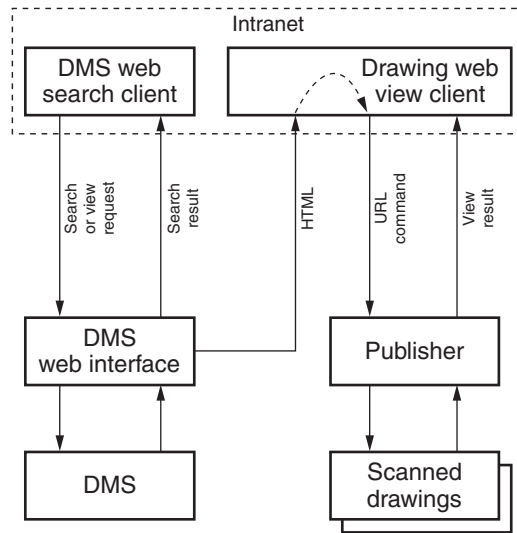 Intranet
DMS web
search client
Drawing web
view client
Search
or view
request
Search
result
HTML
URL
command
View
result
DMS
web interface
Publisher
DMS
Scanned
drawings